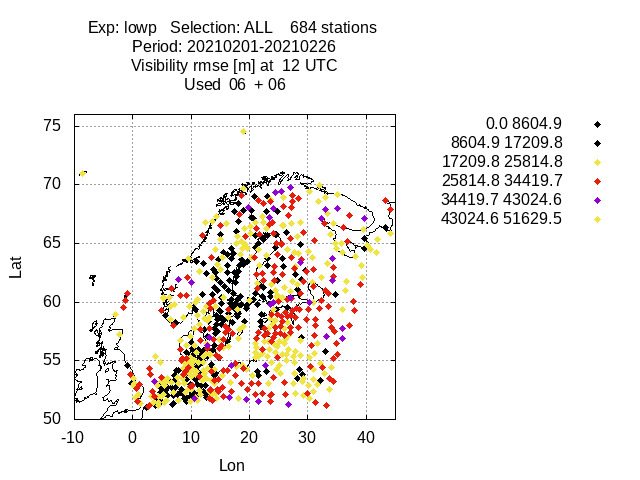 Exp: lowp   Selection: ALL    684 stations
Period: 20210201-20210226
Visibility rmse [m] at  12 UTC
Used  06  + 06
0.0 8604.9
8604.9 17209.8
17209.8 25814.8
25814.8 34419.7
34419.7 43024.6
43024.6 51629.5
75
70
65
60
55
50
Lat
-10 0 10 20 30 40
Lon